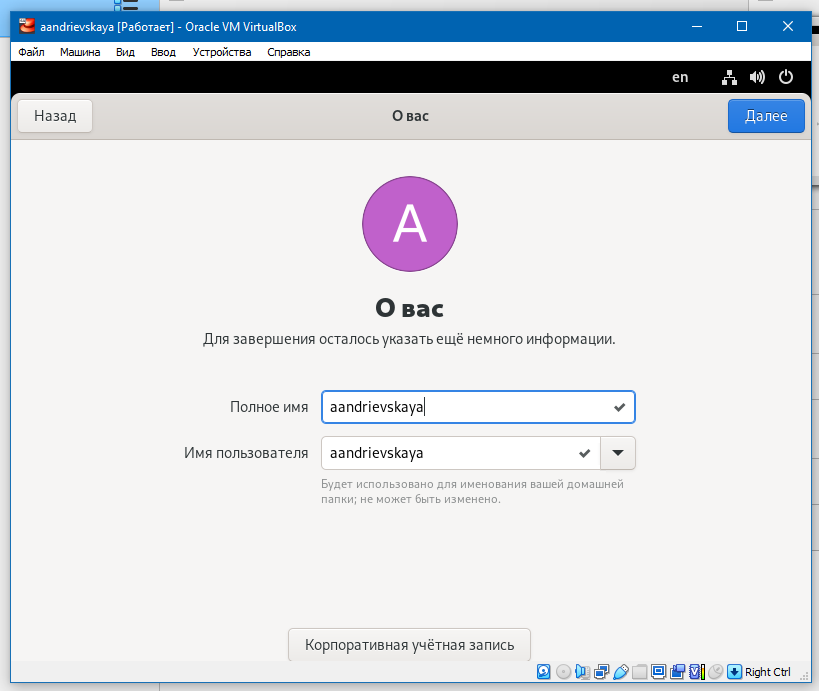 aandrievskaya [Работает] - Oracle VM VirtualBox
Файл Машина Вид Ввод Устройства Справка
en
Назад О вас Далее
A
О вас
Для завершения осталось указать ещё немного информации.
Полное имя aandrievskaya
Имя пользователя aandrievskaya
Будет использовано для именования вашей домашней
папки; не может быть изменено.
Корпоративная учётная запись
Right Ctrl